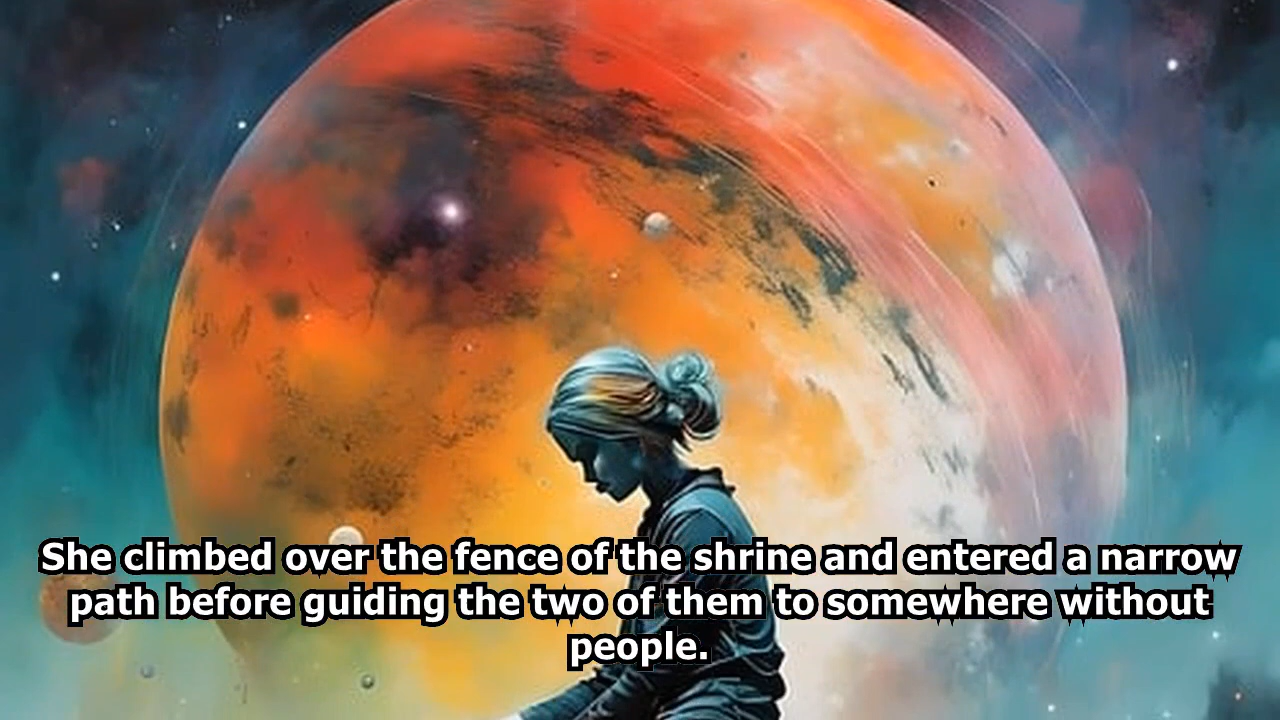 She climbed over the fence of the shrine and entered a narrow
path before guiding the two of them to somewhere without
people.